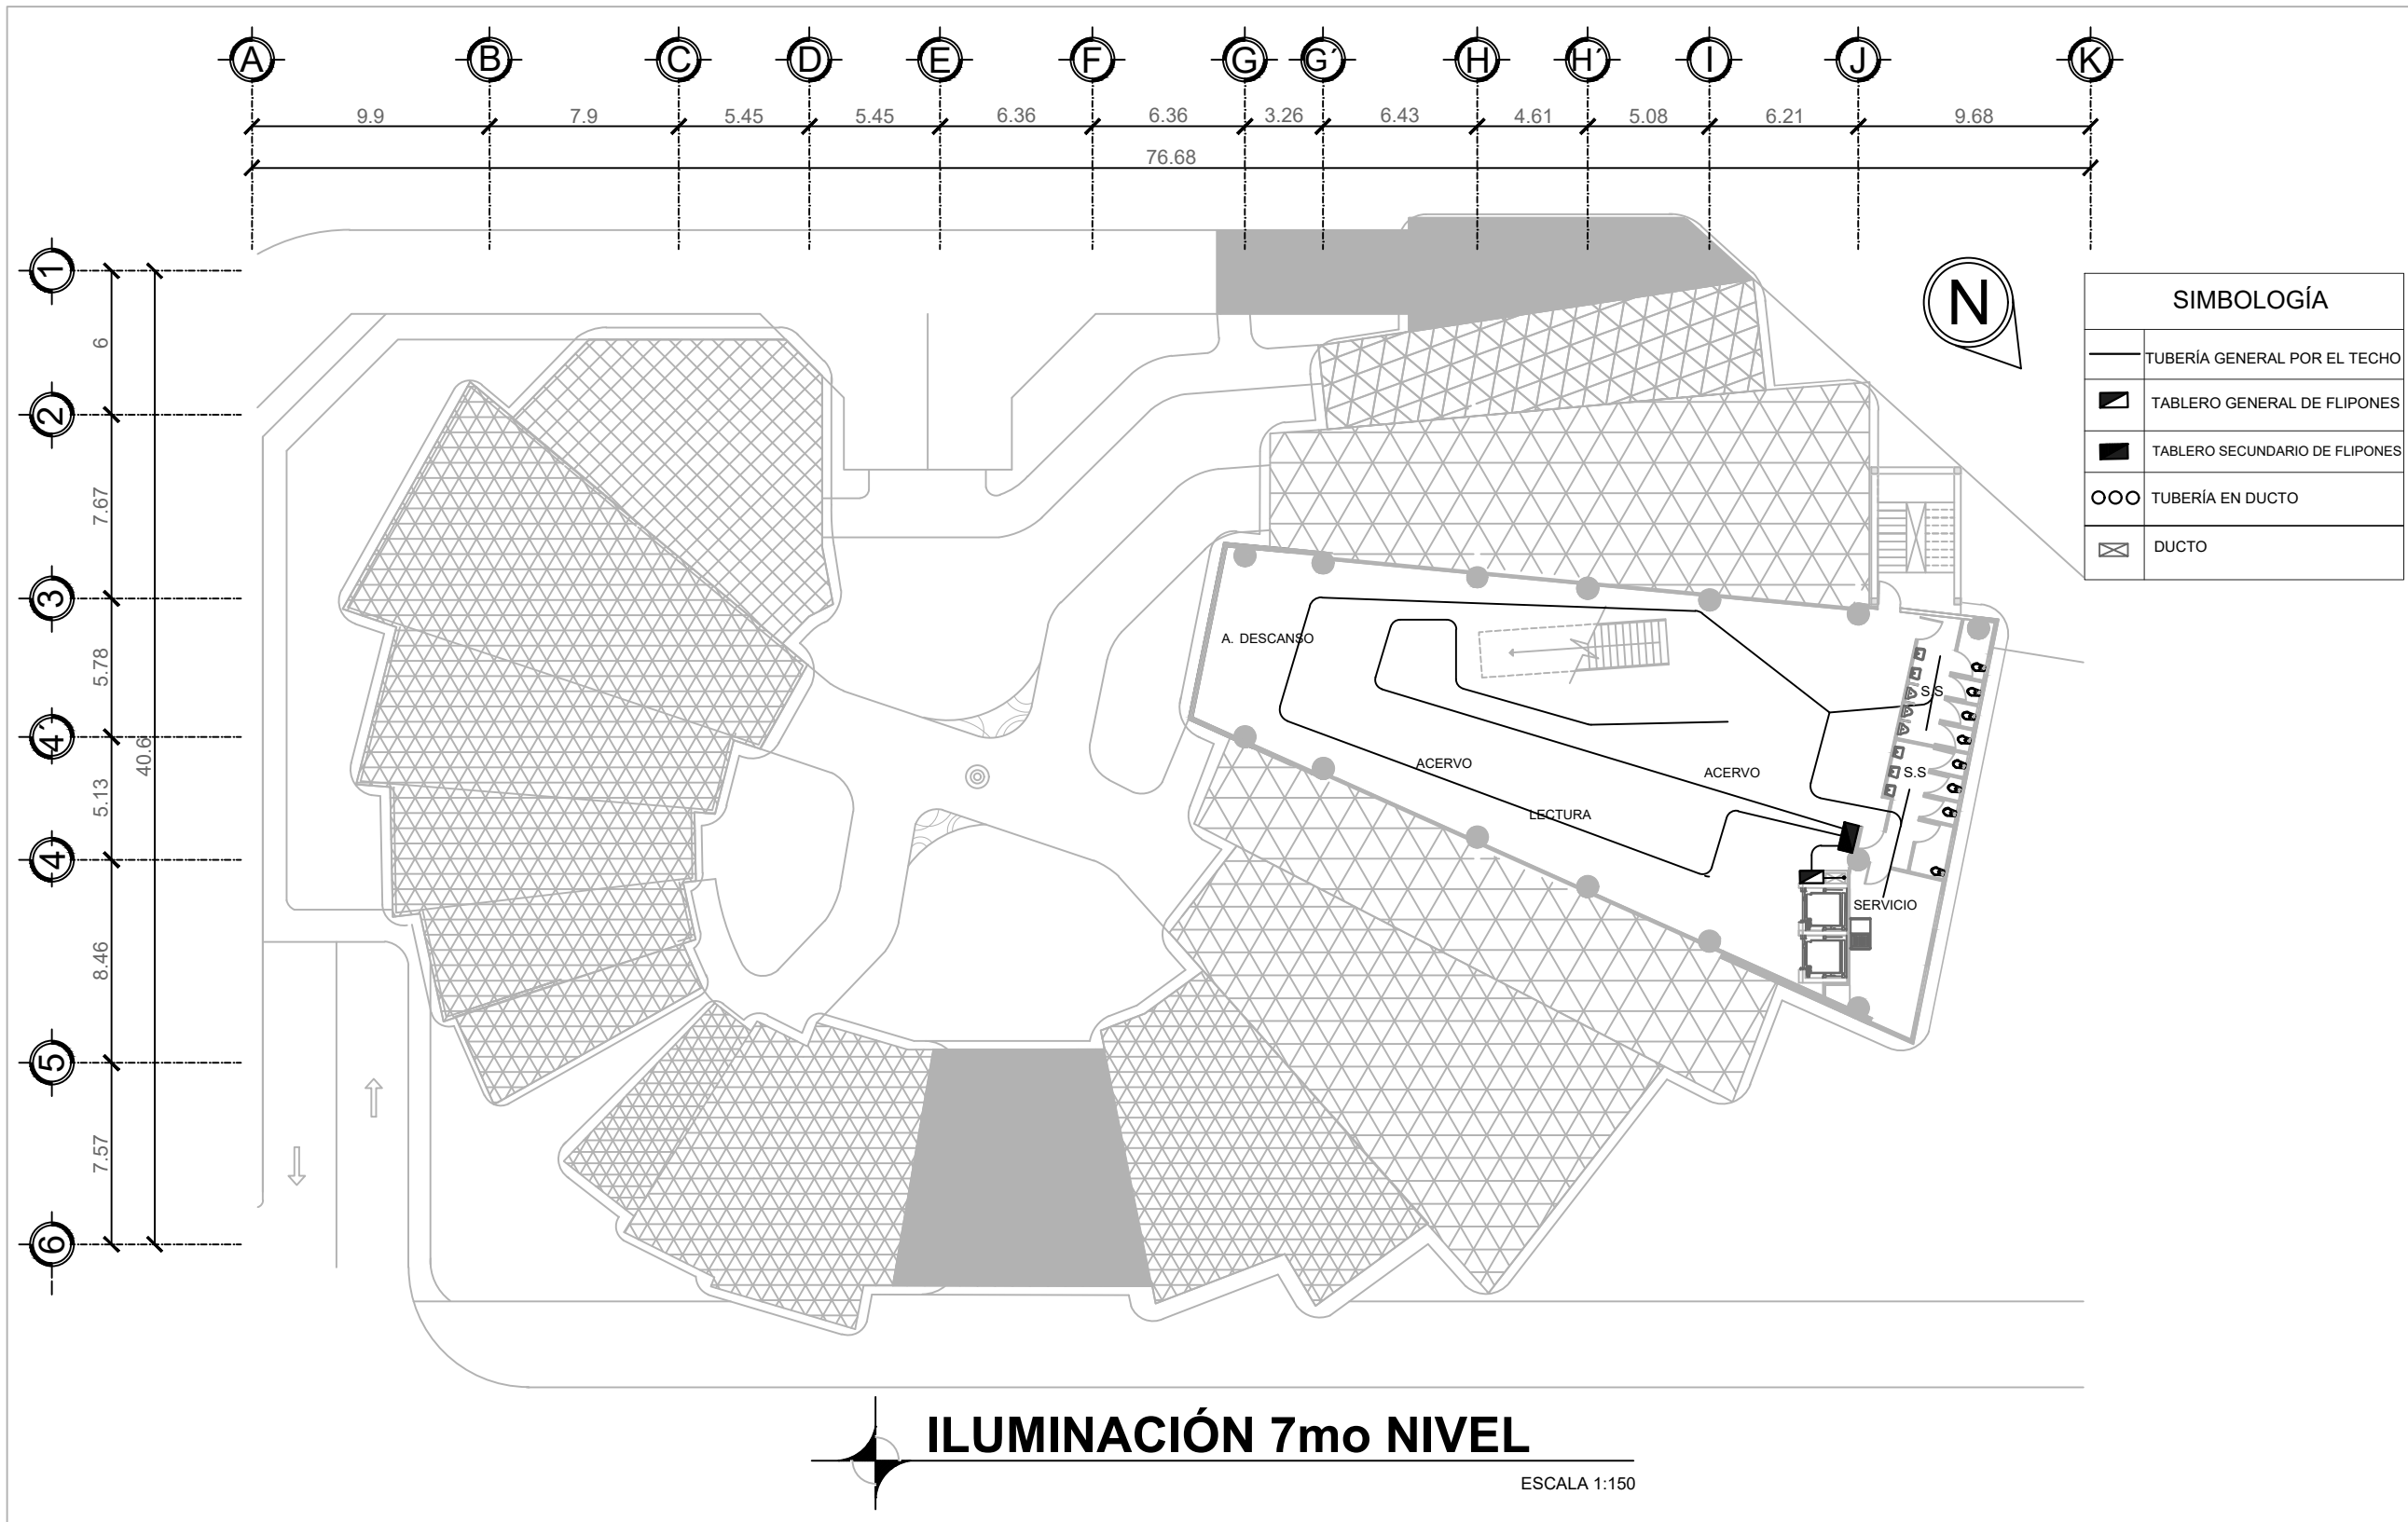 A B C D E F G G´ H H´ I J K
9.9 7.9 5.45 5.45 6.36 6.36 3.26 6.43 4.61 5.08 6.21 9.68
76.68
1
6
2
7.67
3
5.78
4´
40.6
5.13
4
8.46
5
7.57
6
N
SIMBOLOGÍA
TUBERÍA GENERAL POR EL TECHO
TABLERO GENERAL DE FLIPONES
TABLERO SECUNDARIO DE FLIPONES
TUBERÍA EN DUCTO
DUCTO
A. DESCANSO
S.S
ACERVO
ACERVO
S.S
LECTURA
SERVICIO
ILUMINACIÓN 7mo NIVEL
ESCALA 1:150